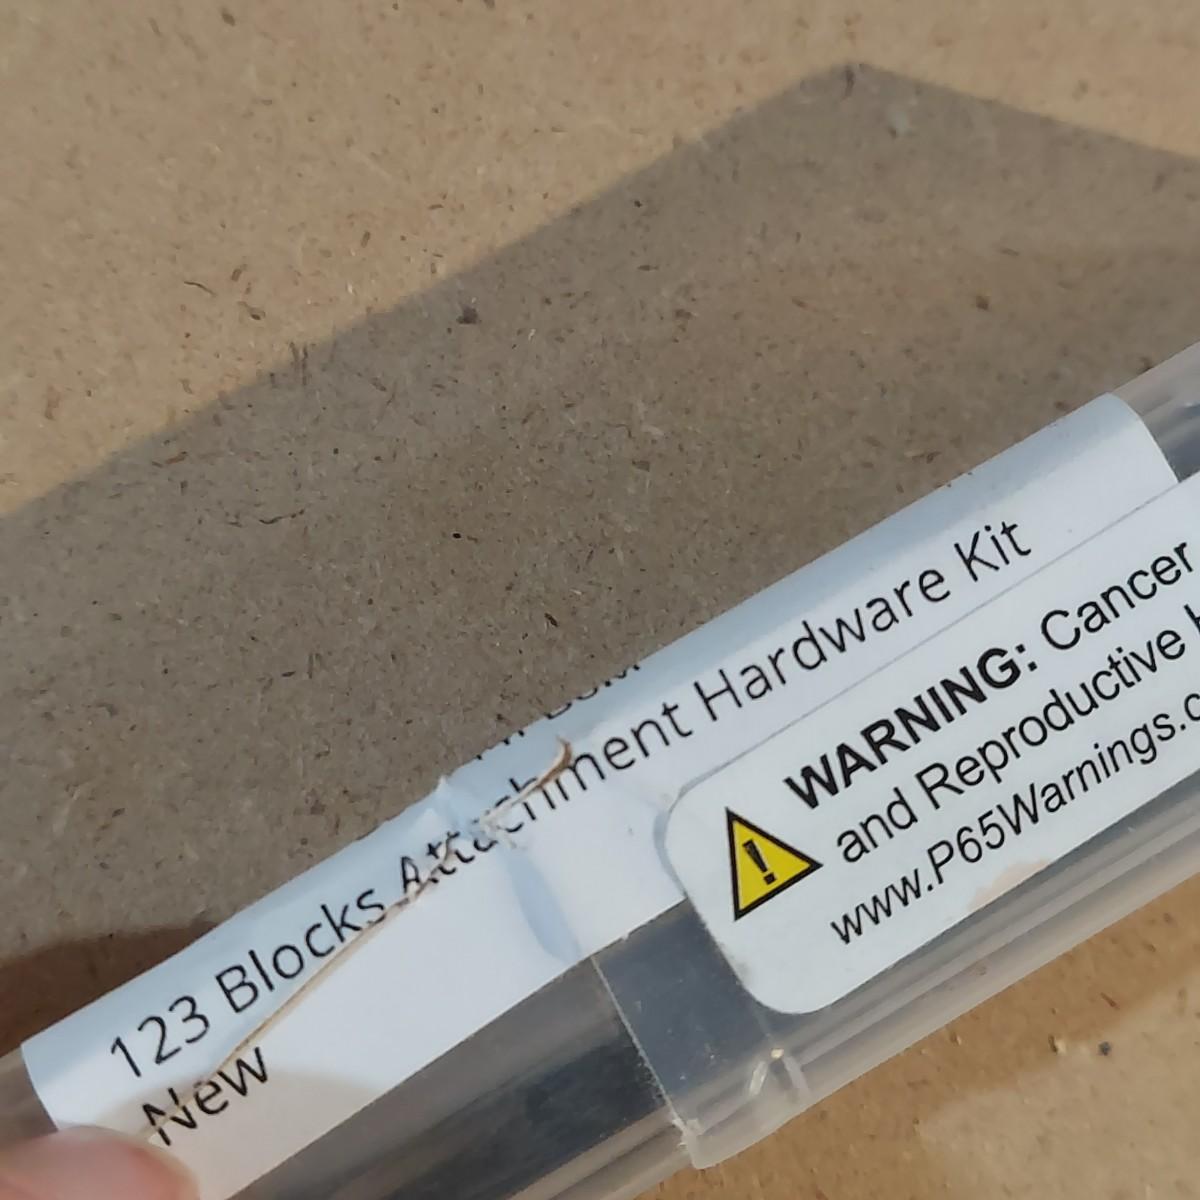 123 Blocks Attachment Hardware Kit
New
WARNING: Cancer
and Reproductive
www.P65Warnings.c